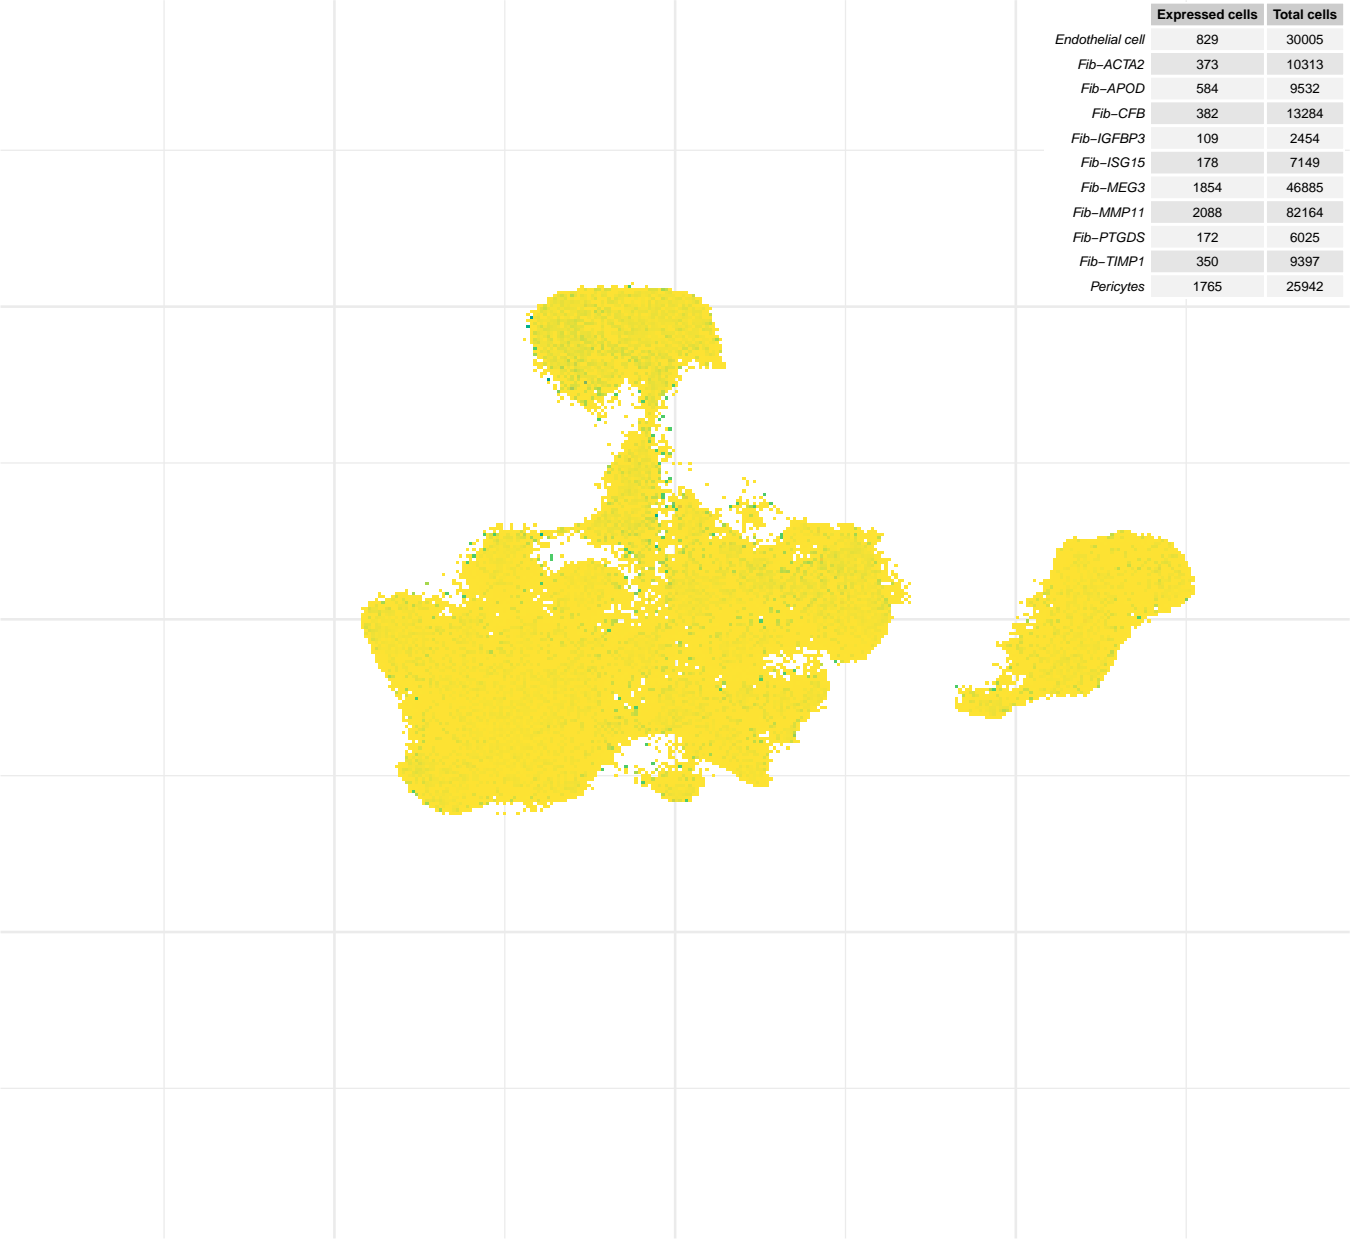 Expressed cells Total cells
Endothelial cell 829 30005
Fib−ACTA2 373 10313
Fib−APOD 584 9532
Fib−CFB 382 13284
Fib−IGFBP3 109 2454
Fib−ISG15 178 7149
Fib−MEG3 1854 46885
Fib−MMP11 2088 82164
Fib−PTGDS 172 6025
Fib−TIMP1 350 9397
Pericytes 1765 25942